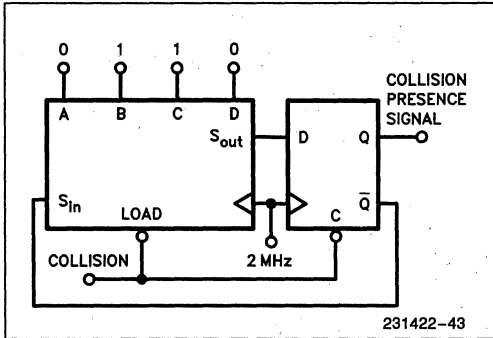 0 1 1 0
A B C D
COLLISION
PRESENCE
SIGNAL
Sout D Q
Sin Q̅
LOAD C
COLLISION 2 MHz
231422-43